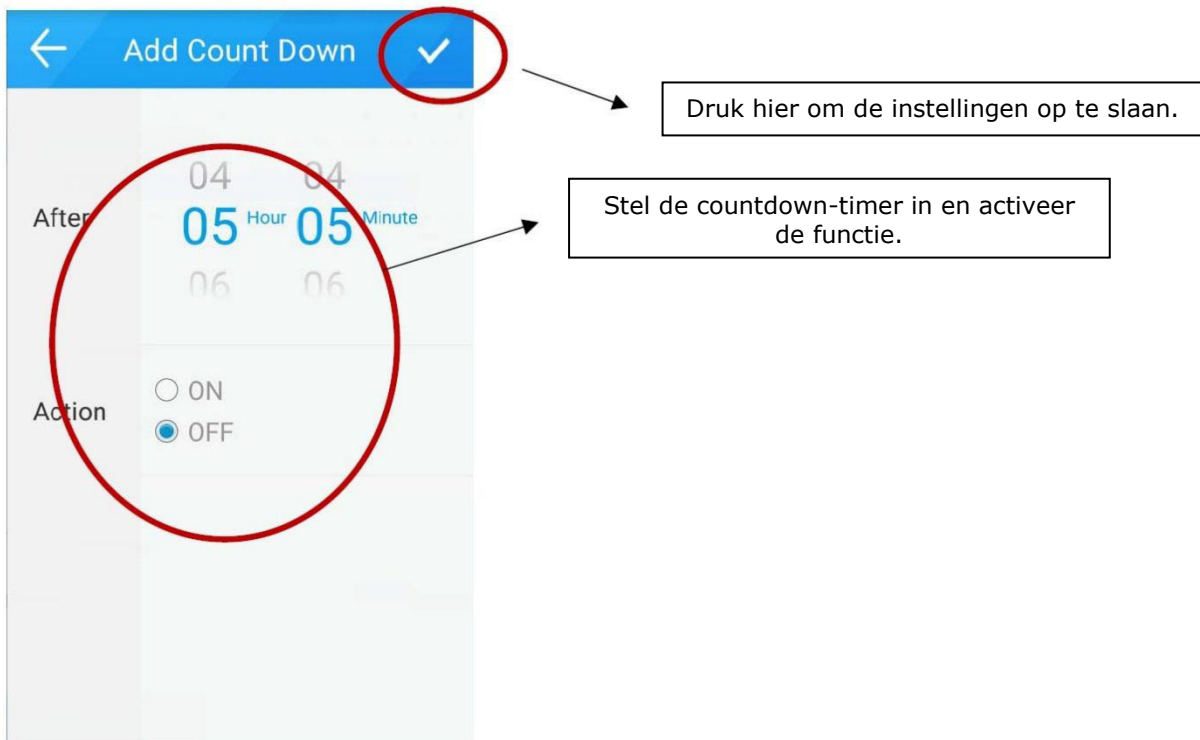 Add Count Down
Druk hier om de instellingen op te slaan.
04 04
After 05 Hour 05 Minute
06 06
Stel de countdown-timer in en activeer
de functie.
Action
ON
OFF